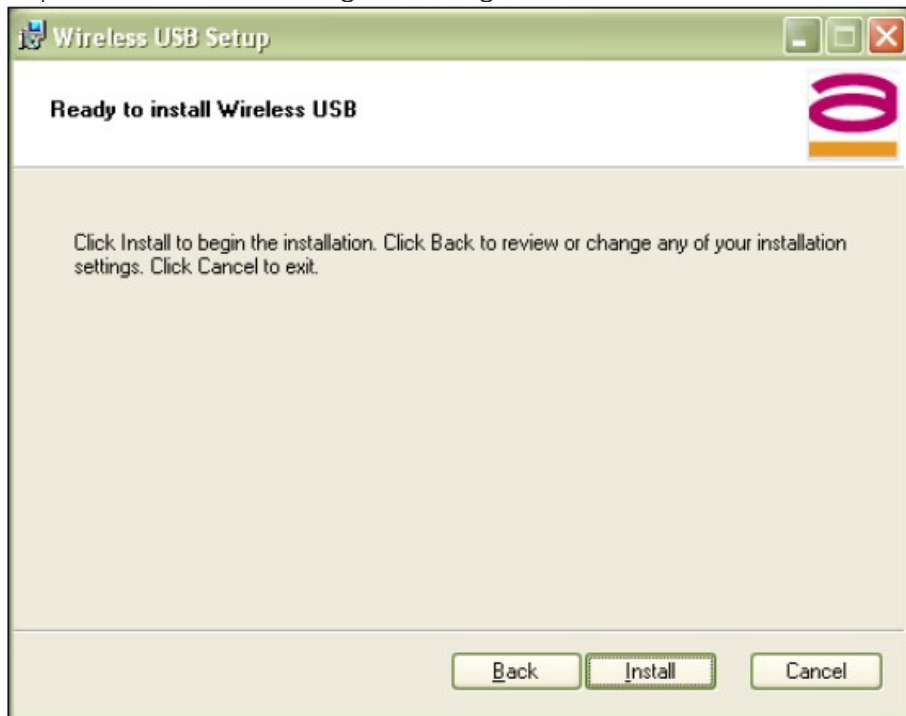 Wireless USB Setup
Ready to install Wireless USB
Click Install to begin the installation. Click Back to review or change any of your installation
settings. Click Cancel to exit.
Back Install Cancel